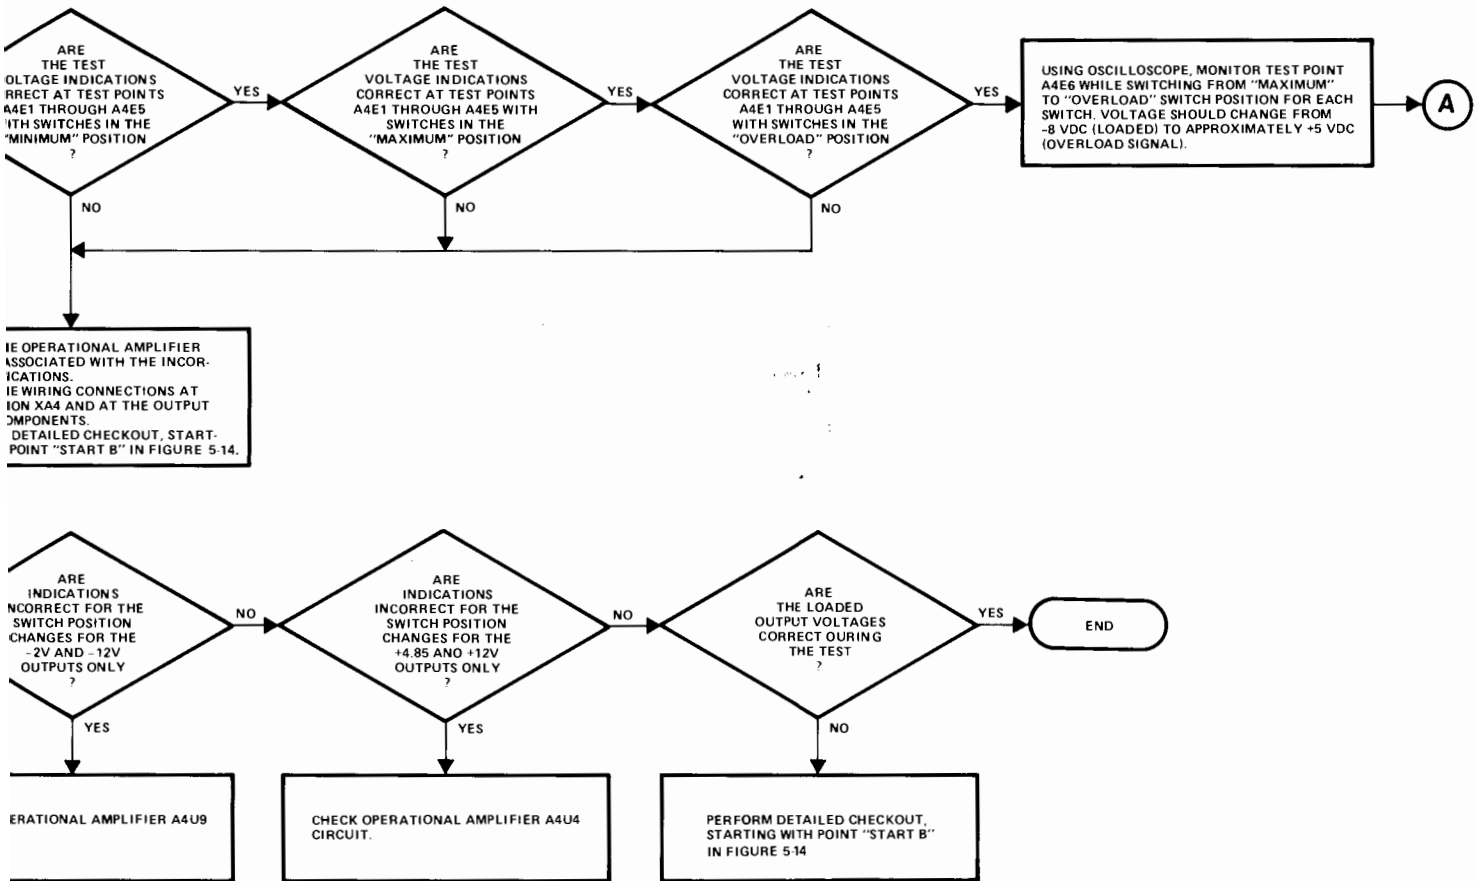 ARE
THE TEST
OLTAGE INDICATIONS
RRECT AT TEST POINTS
A4E1 THROUGH A4E5
ITH SWITCHES IN THE
"MINIMUM" POSITION
?
YES
NO
ARE
THE TEST
VOLTAGE INDICATIONS
CORRECT AT TEST POINTS
A4E1 THROUGH A4E5 WITH
SWITCHES IN THE
"MAXIMUM" POSITION
?
YES
NO
ARE
THE TEST
VOLTAGE INDICATIONS
CORRECT AT TEST POINTS
A4E1 THROUGH A4E5
WITH SWITCHES IN THE
"OVERLOAD" POSITION
?
YES
NO
USING OSCILLOSCOPE, MONITOR TEST POINT
A4E6 WHILE SWITCHING FROM "MAXIMUM"
TO "OVERLOAD" SWITCH POSITION FOR EACH
SWITCH. VOLTAGE SHOULD CHANGE FROM
-8 VDC (LOADED) TO APPROXIMATELY +5 VDC
(OVERLOAD SIGNAL).
A
IE OPERATIONAL AMPLIFIER
ASSOCIATED WITH THE INCOR-
ICATIONS.
IE WIRING CONNECTIONS AT
ION XA4 AND AT THE OUTPUT
OMPONENTS.
DETAILED CHECKOUT, START-
POINT "START B" IN FIGURE 5-14.
ARE
INDICATIONS
NCORRECT FOR THE
SWITCH POSITION
CHANGES FOR THE
-2V AND -12V
OUTPUTS ONLY
?
NO
YES
ARE
INDICATIONS
INCORRECT FOR THE
SWITCH POSITION
CHANGES FOR THE
+4.85 ANO +12V
OUTPUTS ONLY
?
NO
YES
ARE
THE LOADED
OUTPUT VOLTAGES
CORRECT OURING
THE TEST
?
YES
NO
END
ERATIONAL AMPLIFIER A4U9
CHECK OPERATIONAL AMPLIFIER A4U4
CIRCUIT.
PERFORM DETAILED CHECKOUT,
STARTING WITH POINT "START B"
IN FIGURE 5-14